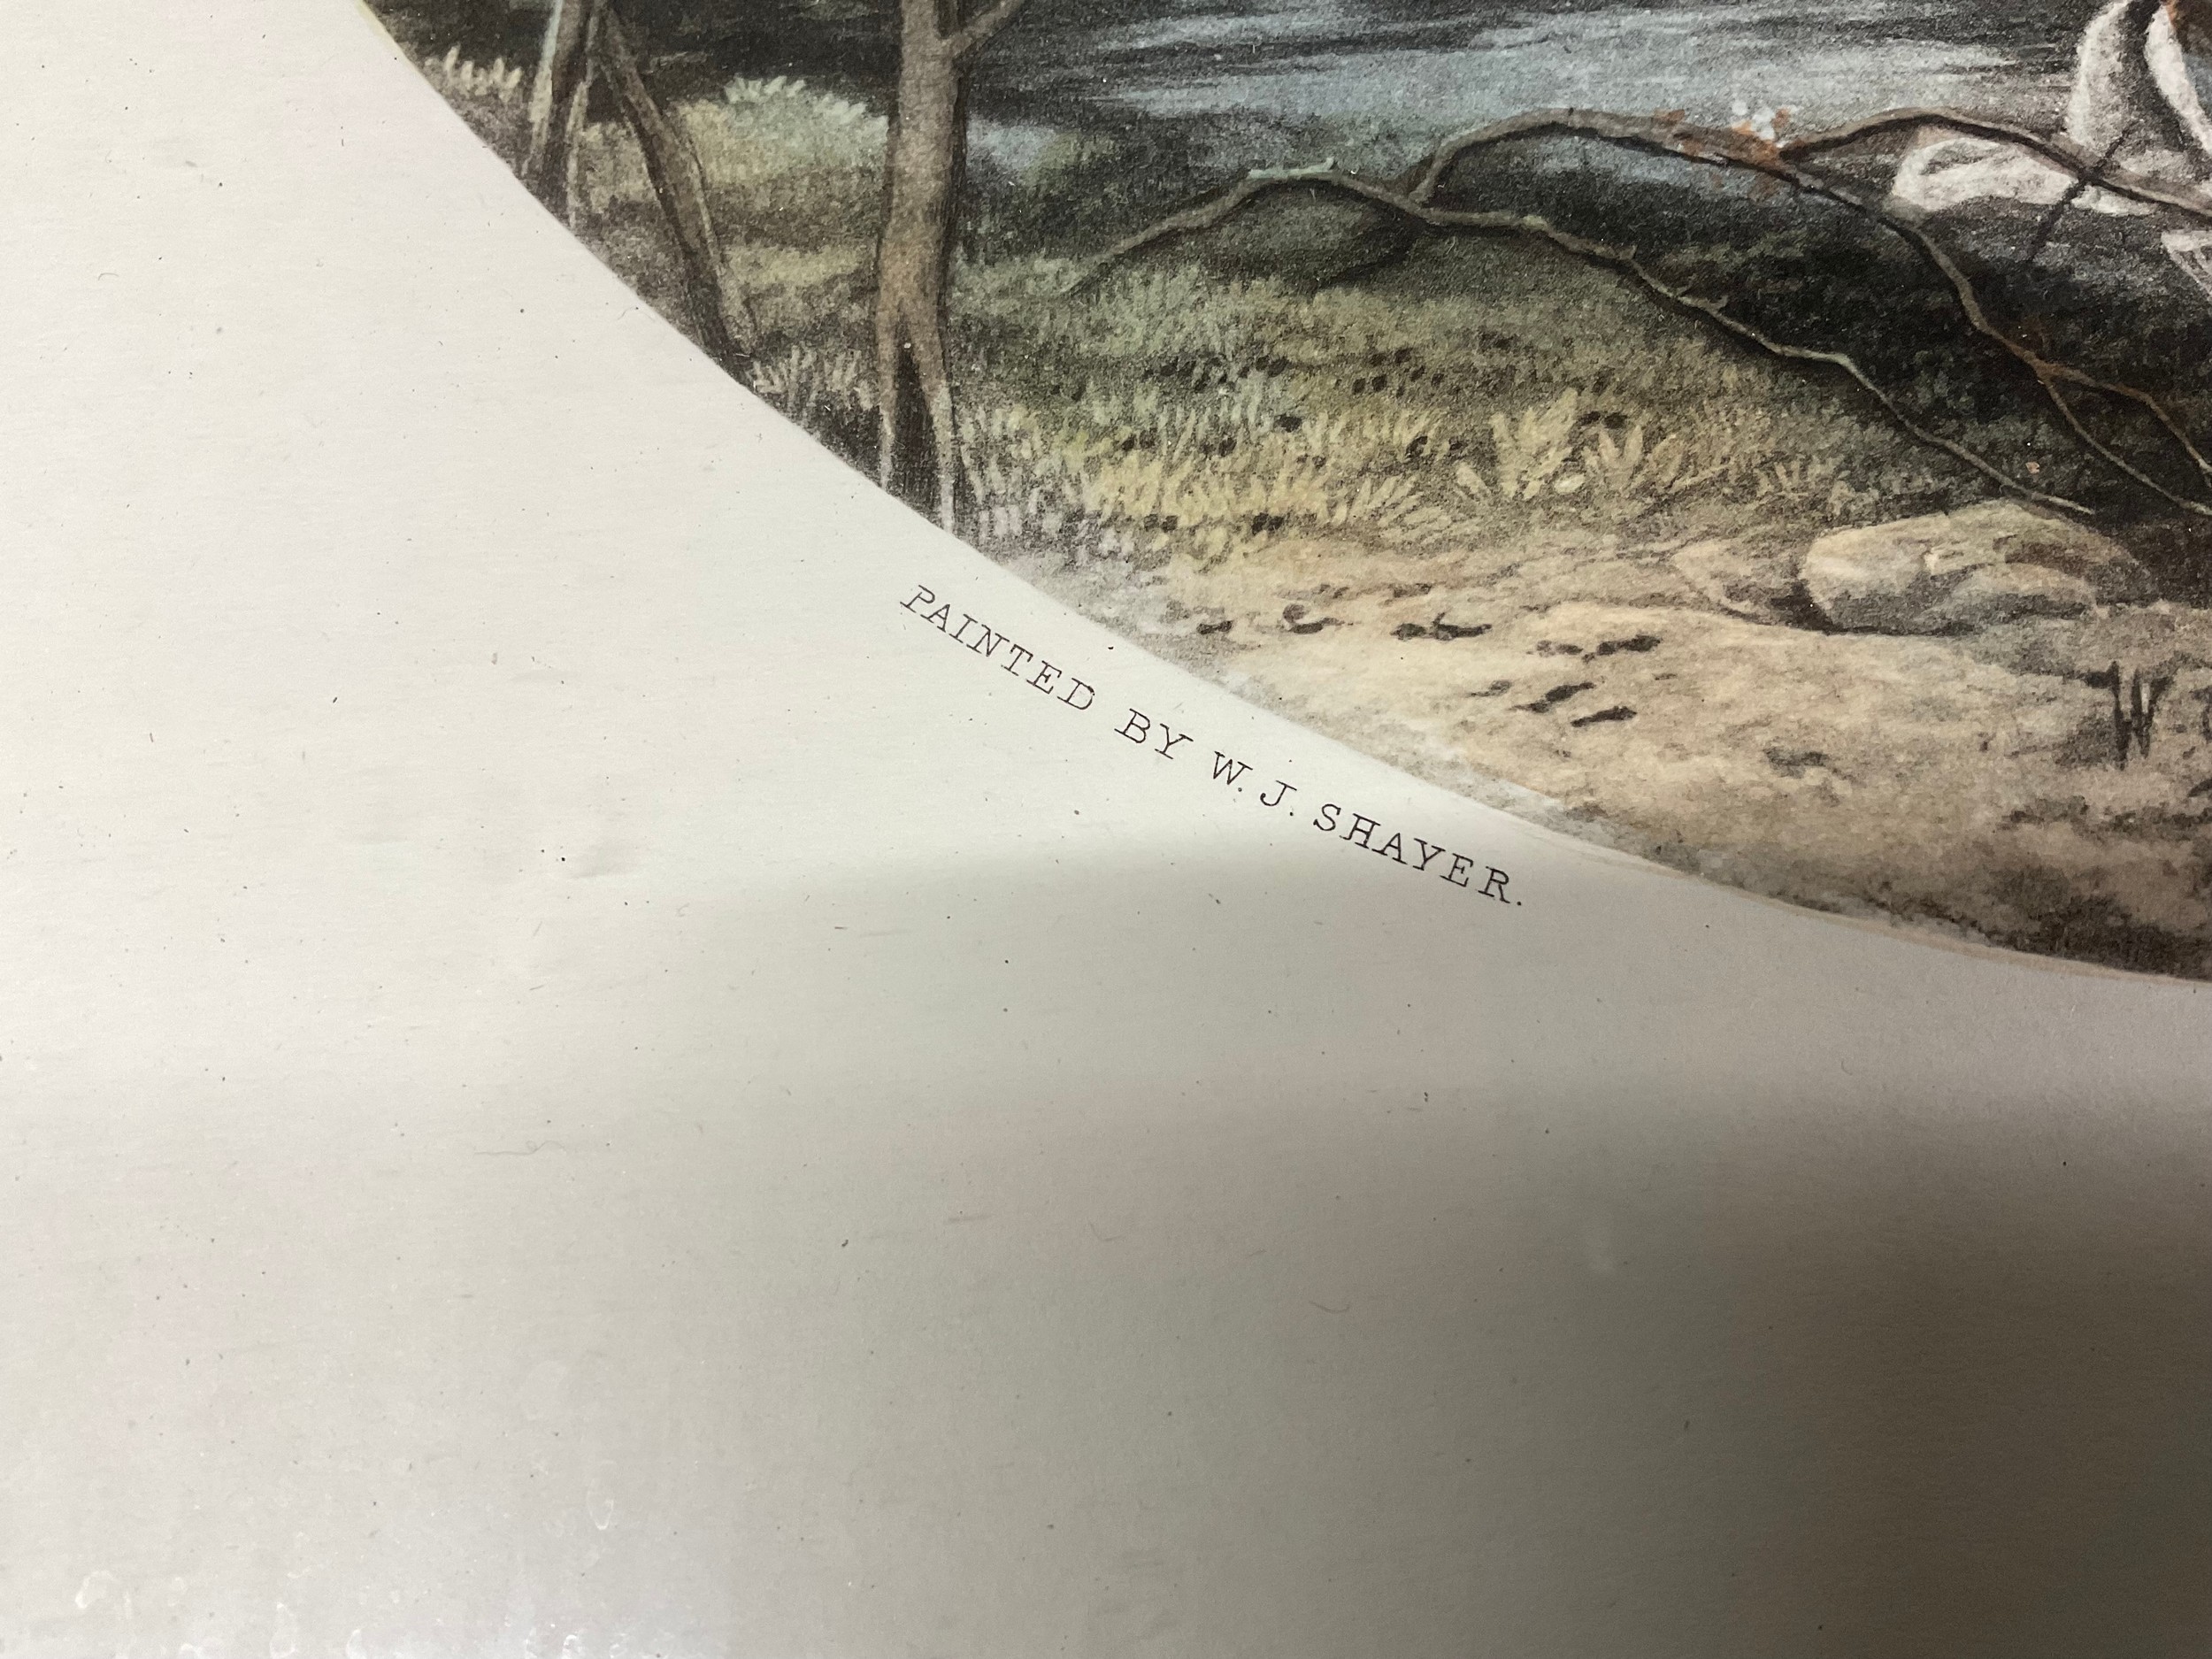 PAINTED BY W. J. SHAYER.